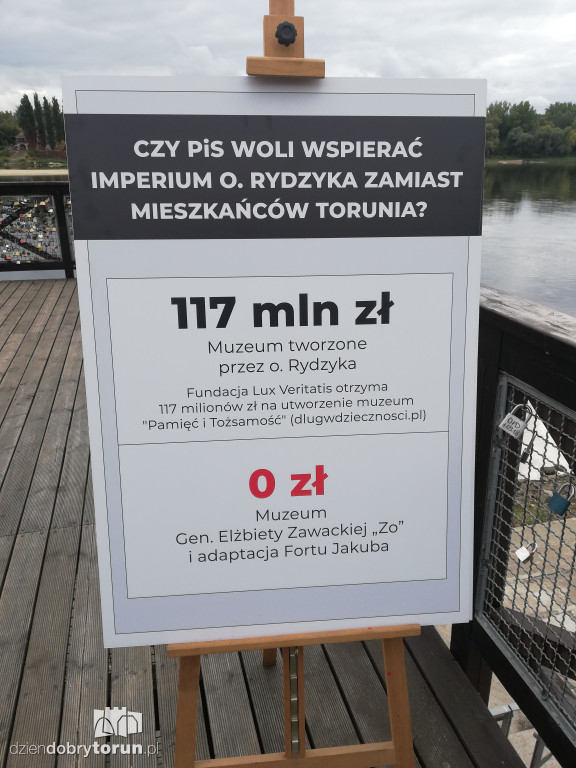 CZY PiS WOLI WSPIERAĆ
IMPERIUM O. RYDZYKA ZAMIAST
MIESZKAŃCÓW TORUNIA?
117 mln zł
Muzeum tworzone
przez o. Rydzyka
Fundacja Lux Veritatis otrzyma
117 milionów zł na utworzenie muzeum
"Pamięć i Tożsamość" (dlugwdziecznosci.pl)
0 zł
Muzeum
Gen. Elżbiety Zawackiej „Zo”
i adaptacja Fortu Jakuba
dziendobrytorun.pl